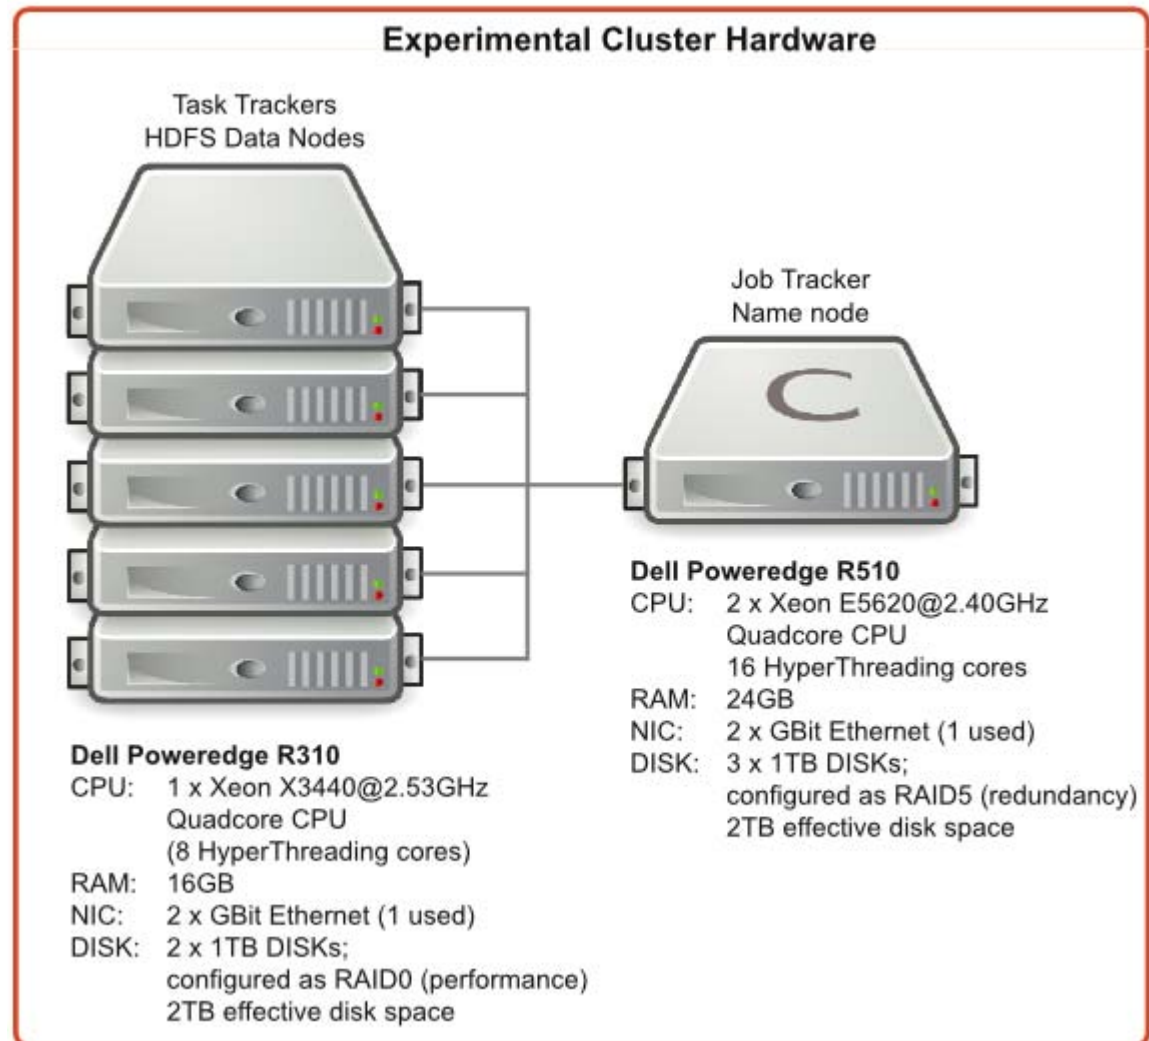 Experimental Cluster Hardware
Task Trackers
HDFS Data Nodes
Job Tracker
Name node
C
Dell Poweredge R510
CPU: 2 x Xeon E5620@2.40GHz
Quadcore CPU
16 HyperThreading cores
RAM: 24GB
NIC: 2 x GBit Ethernet (1 used)
DISK: 3 x 1TB DISKs;
configured as RAID5 (redundancy)
2TB effective disk space
Dell Poweredge R310
CPU: 1 x Xeon X3440@2.53GHz
Quadcore CPU
(8 HyperThreading cores)
RAM: 16GB
NIC: 2 x GBit Ethernet (1 used)
DISK: 2 x 1TB DISKs;
configured as RAID0 (performance)
2TB effective disk space